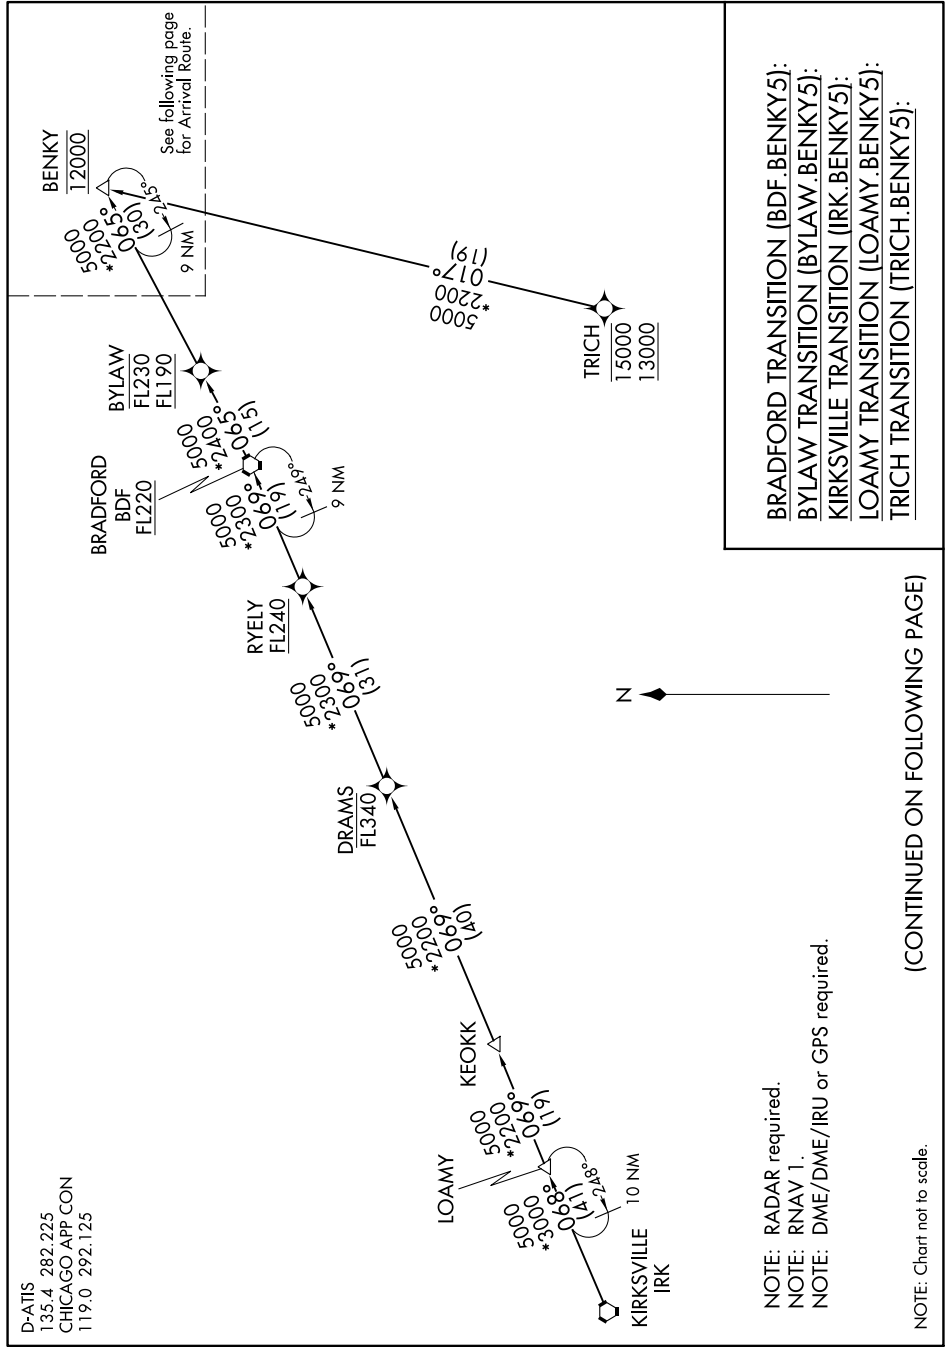 D-ATIS
135.4 282.225
CHICAGO APP CON
119.0 292.125
KIRKSVILLE
IRK
5000
*3000
068°
(41)
248°
10 NM
LOAMY
5000
*2200
069°
(19)
KEOKK
5000
*2200
069°
(40)
DRAMS
FL340
5000
*2300
069°
(31)
RYELY
FL240
5000
*2300
069°
(19)
249°
9 NM
BRADFORD
BDF
FL220
5000
*2400
065°
(15)
BYLAW
FL230
FL190
5000
*2200
065°
(30)
245°
9 NM
BENKY
12000
See following page
for Arrival Route.
5000
*2200
017°
(19)
TRICH
15000
13000
N
NOTE: RADAR required.
NOTE: RNAV 1.
NOTE: DME/DME/IRU or GPS required.
NOTE: Chart not to scale.
(CONTINUED ON FOLLOWING PAGE)
BRADFORD TRANSITION (BDF.BENKY5):
BYLAW TRANSITION (BYLAW.BENKY5):
KIRKSVILLE TRANSITION (IRK.BENKY5):
LOAMY TRANSITION (LOAMY.BENKY5):
TRICH TRANSITION (TRICH.BENKY5):